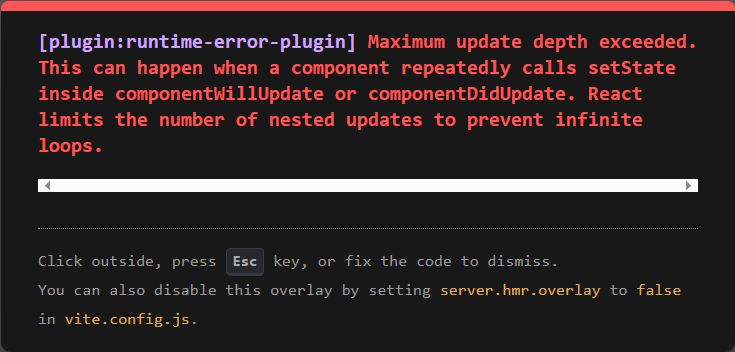 [plugin:runtime-error-plugin] Maximum update depth exceeded.
This can happen when a component repeatedly calls setState
inside componentWillUpdate or componentDidUpdate. React
limits the number of nested updates to prevent infinite
loops.
Click outside, press Esc key, or fix the code to dismiss.
You can also disable this overlay by setting server.hmr.overlay to false
in vite.config.js.